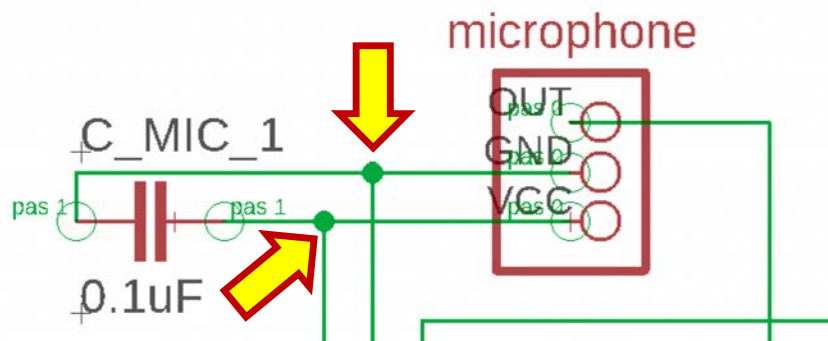 microphone
OUT
pas 0
C_MIC_1
GND
pas 0
pas 1
pas 1
VCC
pas 0
0.1uF